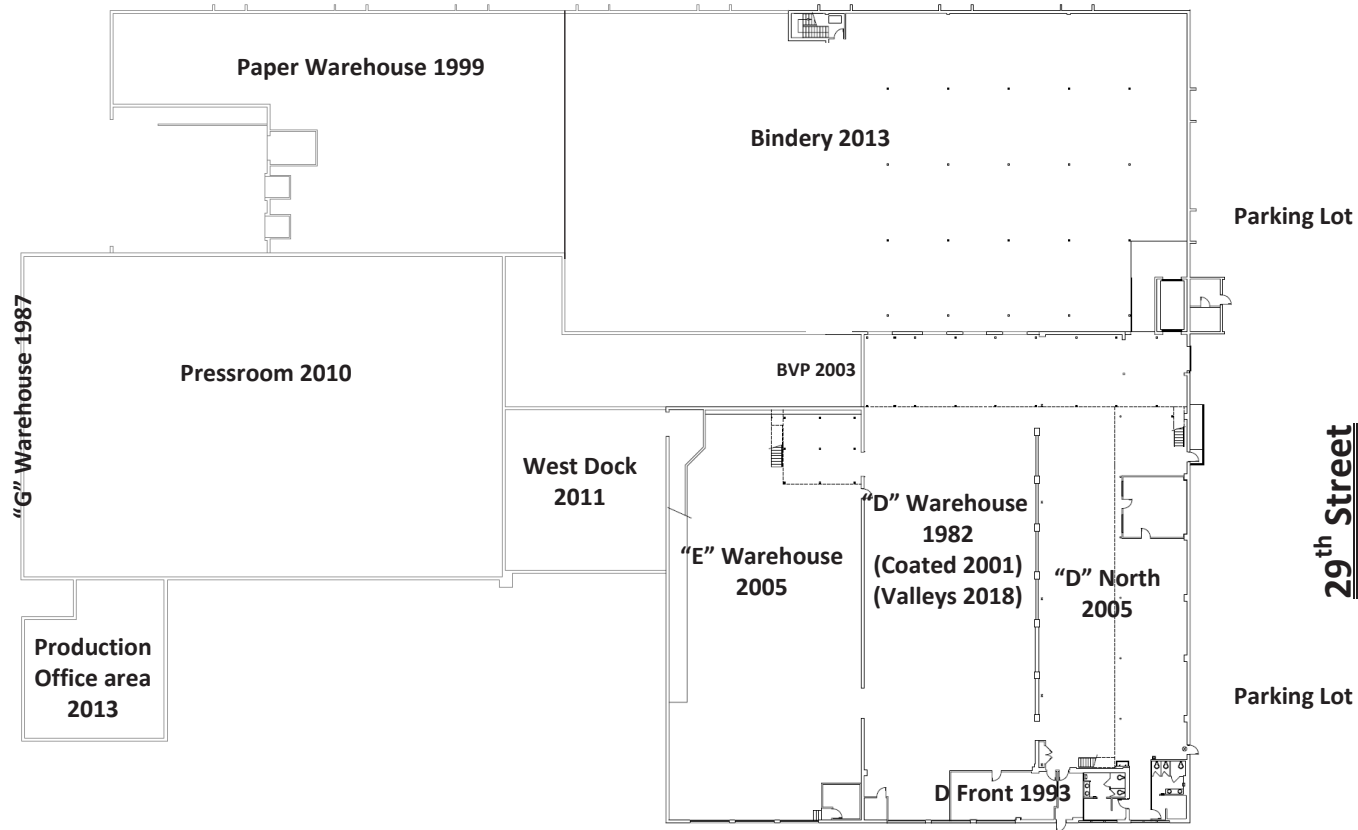 Paper Warehouse 1999
Bindery 2013
Parking Lot
"G" Warehouse 1987
Pressroom 2010
BVP 2003
West Dock
2011
"E" Warehouse
2005
"D" Warehouse
1982
(Coated 2001)
(Valleys 2018)
"D" North
2005
29th Street
Production
Office area
2013
Parking Lot
D Front 1993